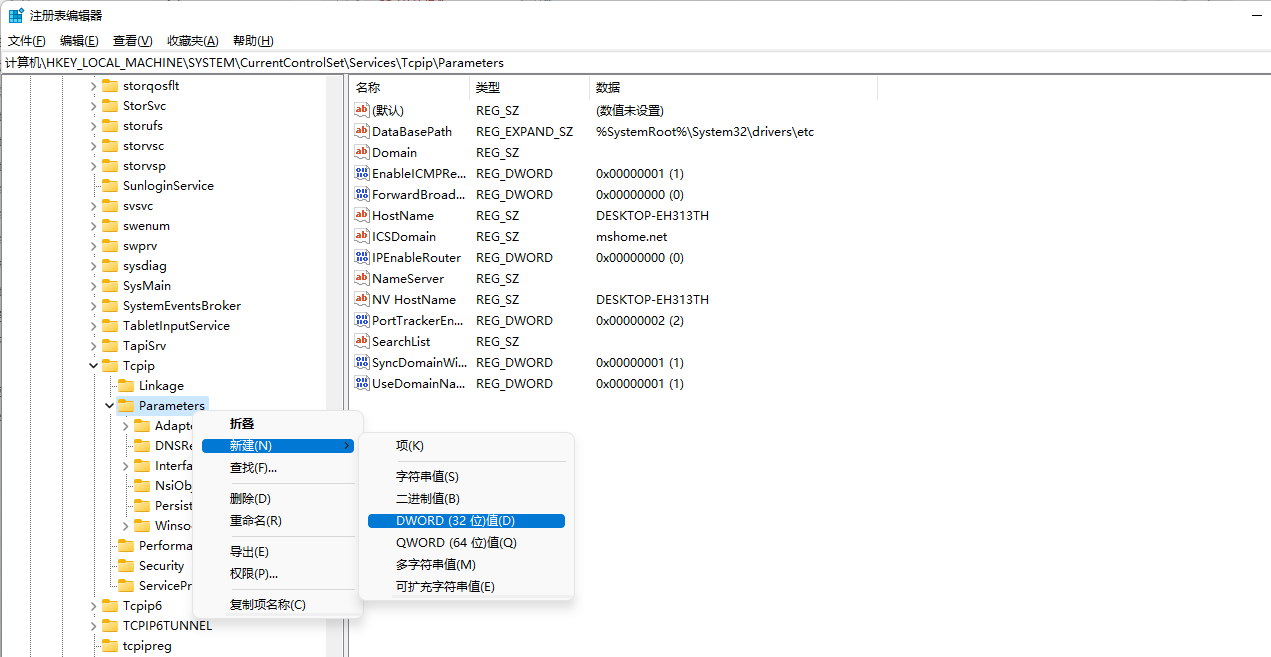 注册表编辑器
文件(F) 编辑(E) 查看(V) 收藏夹(A) 帮助(H)
计算机\HKEY_LOCAL_MACHINE\SYSTEM\CurrentControlSet\Services\Tcpip\Parameters
storqosflt
StorSvc
storufs
storvsc
storvsp
SunloginService
svsvc
swenum
swprv
sysdiag
SysMain
SystemEventsBroker
TabletInputService
TapiSrv
Tcpip
Linkage
Parameters
Adapt
DNSRe
Interfa
NsiObj
Persist
Winso
Performa
Security
ServicePr
Tcpip6
TCPIP6TUNNEL
tcpipreg
名称 类型 数据
(默认) REG_SZ (数值未设置)
DataBasePath REG_EXPAND_SZ %SystemRoot%\System32\drivers\etc
Domain REG_SZ
EnableICMPRe... REG_DWORD 0x00000001 (1)
ForwardBroad... REG_DWORD 0x00000000 (0)
HostName REG_SZ DESKTOP-EH313TH
ICSDomain REG_SZ mshome.net
IPEnableRouter REG_DWORD 0x00000000 (0)
NameServer REG_SZ
NV HostName REG_SZ DESKTOP-EH313TH
PortTrackerEn... REG_DWORD 0x00000002 (2)
SearchList REG_SZ
SyncDomainWi... REG_DWORD 0x00000001 (1)
UseDomainNa... REG_DWORD 0x00000001 (1)
折叠
新建(N)
查找(F)...
删除(D)
重命名(R)
导出(E)
权限(P)...
复制项名称(C)
项(K)
字符串值(S)
二进制值(B)
DWORD (32 位)值(D)
QWORD (64 位)值(Q)
多字符串值(M)
可扩充字符串值(E)